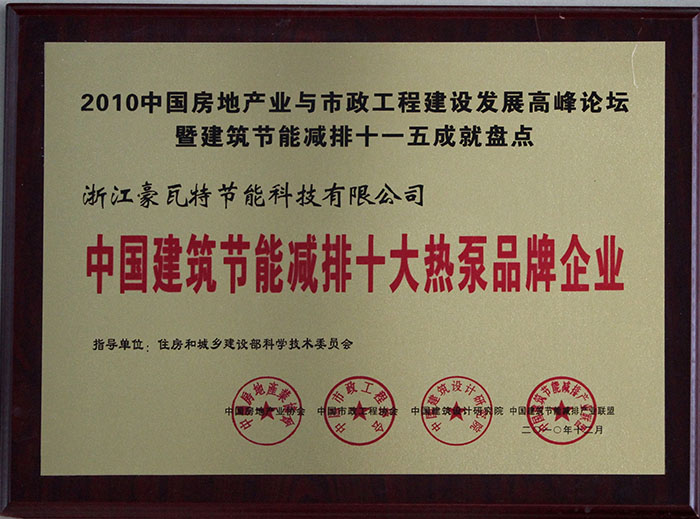 2010中国房地产业与市政工程建设发展高峰论坛
暨建筑节能减排十一五成就盘点
浙江豪瓦特节能科技有限公司
中国建筑节能减排十大热泵品牌企业
指导单位：住房和城乡建设部科学技术委员会
中国房地产业协会 中国市政工程协会 中国建筑设计研究院 中国建筑节能减排产业联盟
二〇一〇年十二月